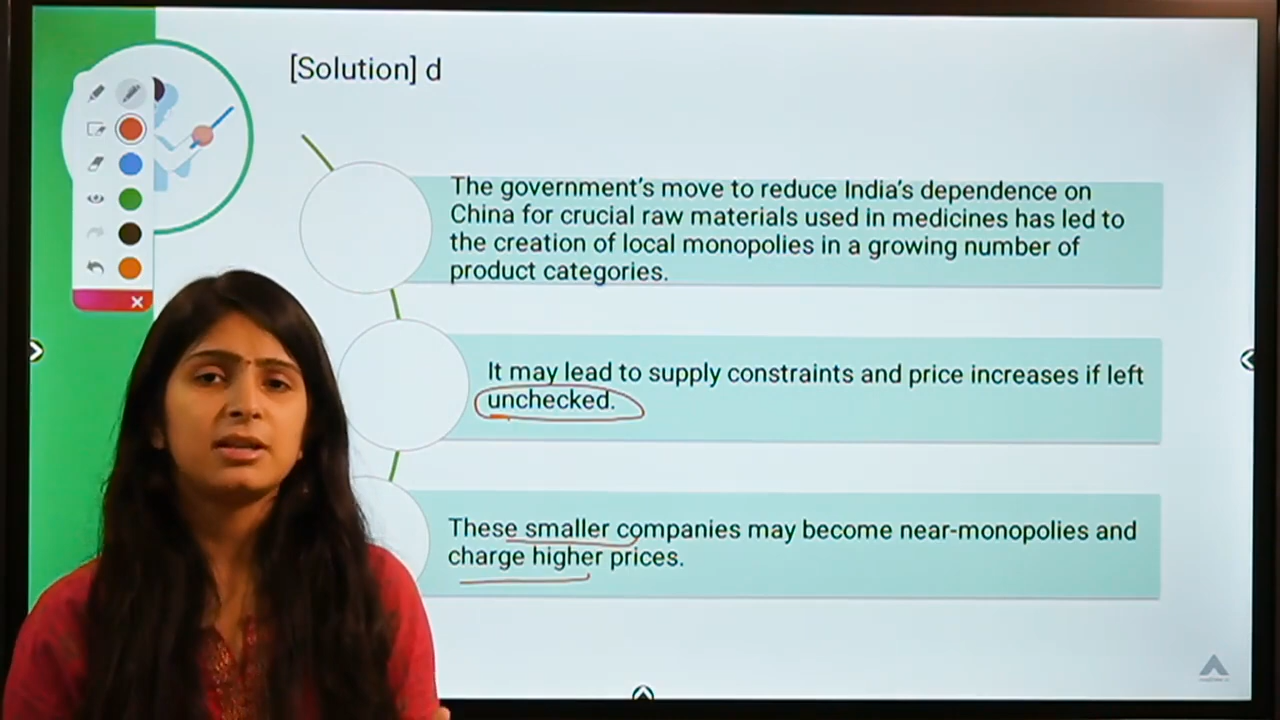 [Solution] d
The government's move to reduce India's dependence on
China for crucial raw materials used in medicines has led to
the creation of local monopolies in a growing number of
product categories.
It may lead to supply constraints and price increases if left
unchecked.
These smaller companies may become near-monopolies and
charge higher prices.